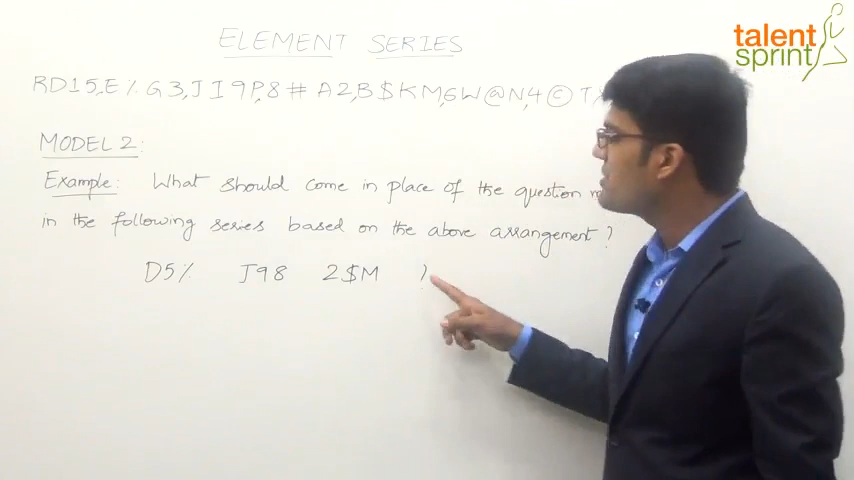 talent
sprint
ELEMENT SERIES
RD15,E%G3,JI9P,8#A2,B$KM,6W@N,4©T
MODEL 2:
Example: What should come in place of the question
in the following series based on the above arrangement?
D5% J98 2$M ?